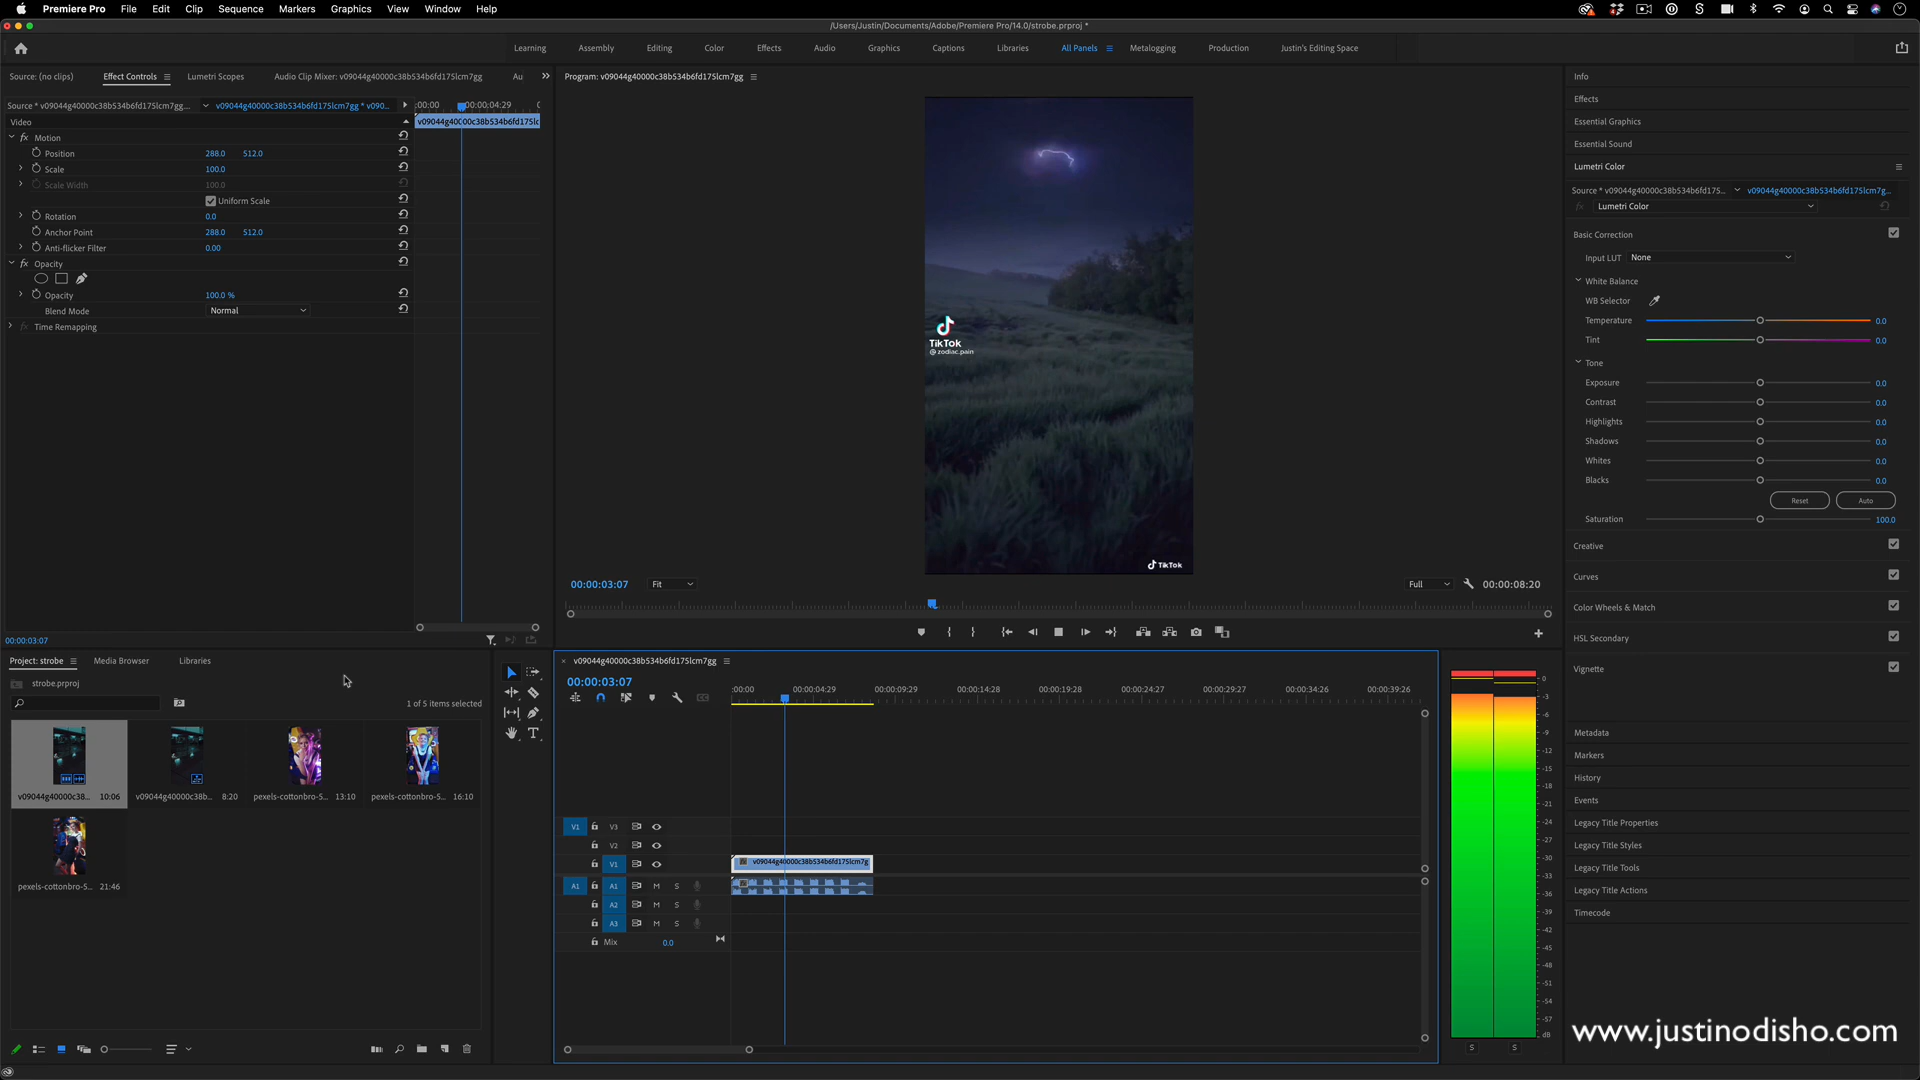 Premiere Pro File Edit Clip Sequence Markers Graphics View Window Help
/Users/Justin/Documents/Adobe/Premiere Pro/14.0/strobe.prproj *
Learning Assembly Editing Color Effects Audio Graphics Captions Libraries All Panels Metalogging Production Justin's Editing Space
Source: (no clips) Effect Controls Lumetri Scopes Audio Clip Mixer: v09044g40000c38b534b6fd175lcm7gg Au
Source * v09044g40000c38b534b6fd175lcm7gg... v09044g40000c38b534b6fd175lcm7gg * v090...
:00:00 00:00:04:29
Video
v09044g40000c38b534b6fd175lc
fx Motion
Position 288.0 512.0
Scale 100.0
Scale Width 100.0
Uniform Scale
Rotation 0.0
Anchor Point 288.0 512.0
Anti-flicker Filter 0.00
fx Opacity
Opacity 100.0 %
Blend Mode Normal
fx Time Remapping
00:00:03:07
Program: v09044g40000c38b534b6fd175lcm7gg
TikTok
@zodiac.pain
TikTok
00:00:03:07 Fit Full 00:00:08:20
Info
Effects
Essential Graphics
Essential Sound
Lumetri Color
Source * v09044g40000c38b534b6fd175... v09044g40000c38b534b6fd175lcm7g...
fx Lumetri Color
Basic Correction
Input LUT None
White Balance
WB Selector
Temperature 0.0
Tint 0.0
Tone
Exposure 0.0
Contrast 0.0
Highlights 0.0
Shadows 0.0
Whites 0.0
Blacks 0.0
Reset Auto
Saturation 100.0
Creative
Curves
Color Wheels & Match
HSL Secondary
Vignette
Metadata
Markers
History
Events
Legacy Title Properties
Legacy Title Styles
Legacy Title Tools
Legacy Title Actions
Timecode
Project: strobe Media Browser Libraries
strobe.prproj
1 of 5 items selected
v09044g40000c38... 10:06 v09044g40000c38b... 8:20 pexels-cottonbro-5... 13:10 pexels-cottonbro-5... 16:10
pexels-cottonbro-5... 21:46
v09044g40000c38b534b6fd175lcm7gg
00:00:03:07
:00:00 00:00:04:29 00:00:09:29 00:00:14:28 00:00:19:28 00:00:24:27 00:00:29:27 00:00:34:26 00:00:39:26
V1 V3
V2
V1 v09044g40000c38b534b6fd175lcm7g
A1 A1 M S
A2 M S
A3 M S
Mix 0.0
0
-3
-6
-9
-12
-15
-18
-21
-24
-27
-30
-33
-36
-39
-42
-45
-48
-51
-54
-57
dB
S S
www.justinodisho.com